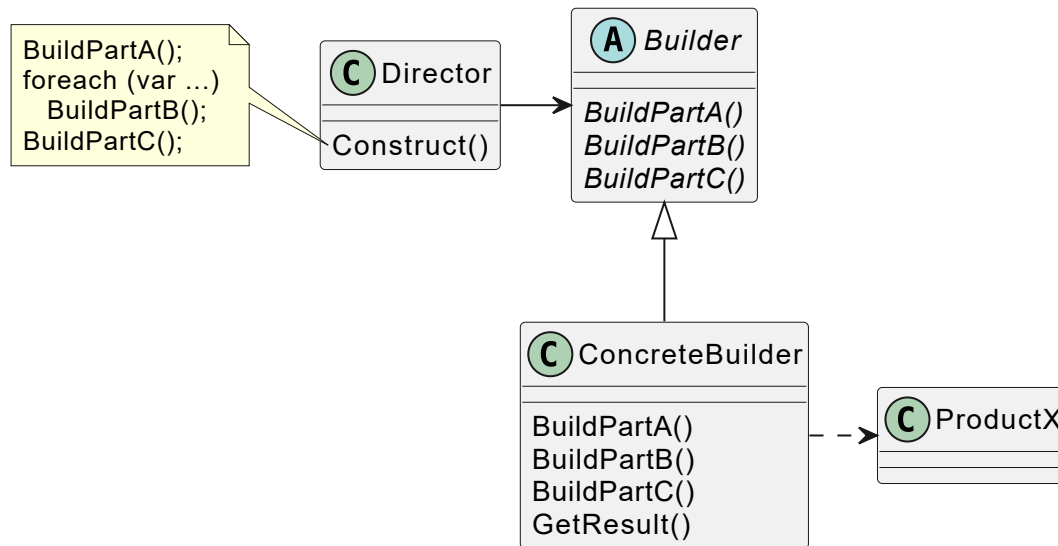 BuildPartA();
foreach (var ...)
BuildPartB();
BuildPartC();
C Director
Construct()
A Builder
BuildPartA()
BuildPartB()
BuildPartC()
C ConcreteBuilder
BuildPartA()
BuildPartB()
BuildPartC()
GetResult()
C ProductX